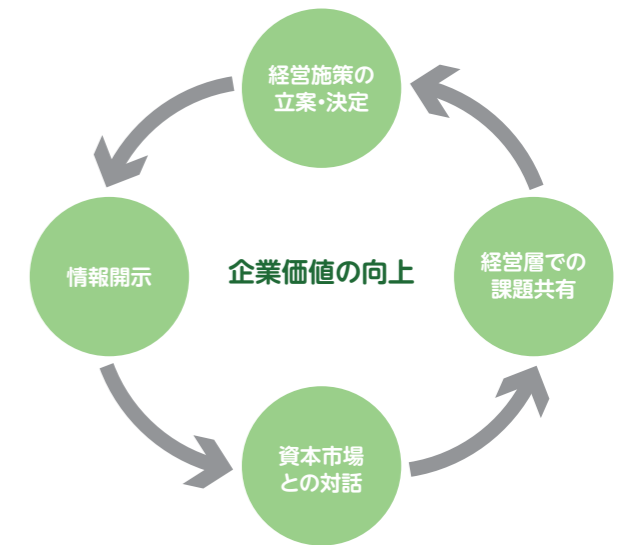 経営施策の
立案・決定
情報開示
企業価値の向上
経営層での
課題共有
資本市場
との対話